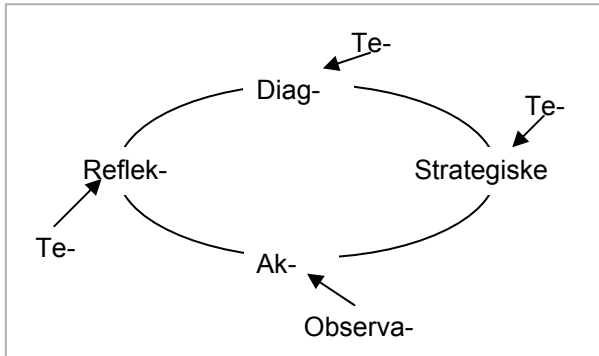 Te-
Diag-
Te-
Reflek-
Strategiske
Te-
Ak-
Observa-